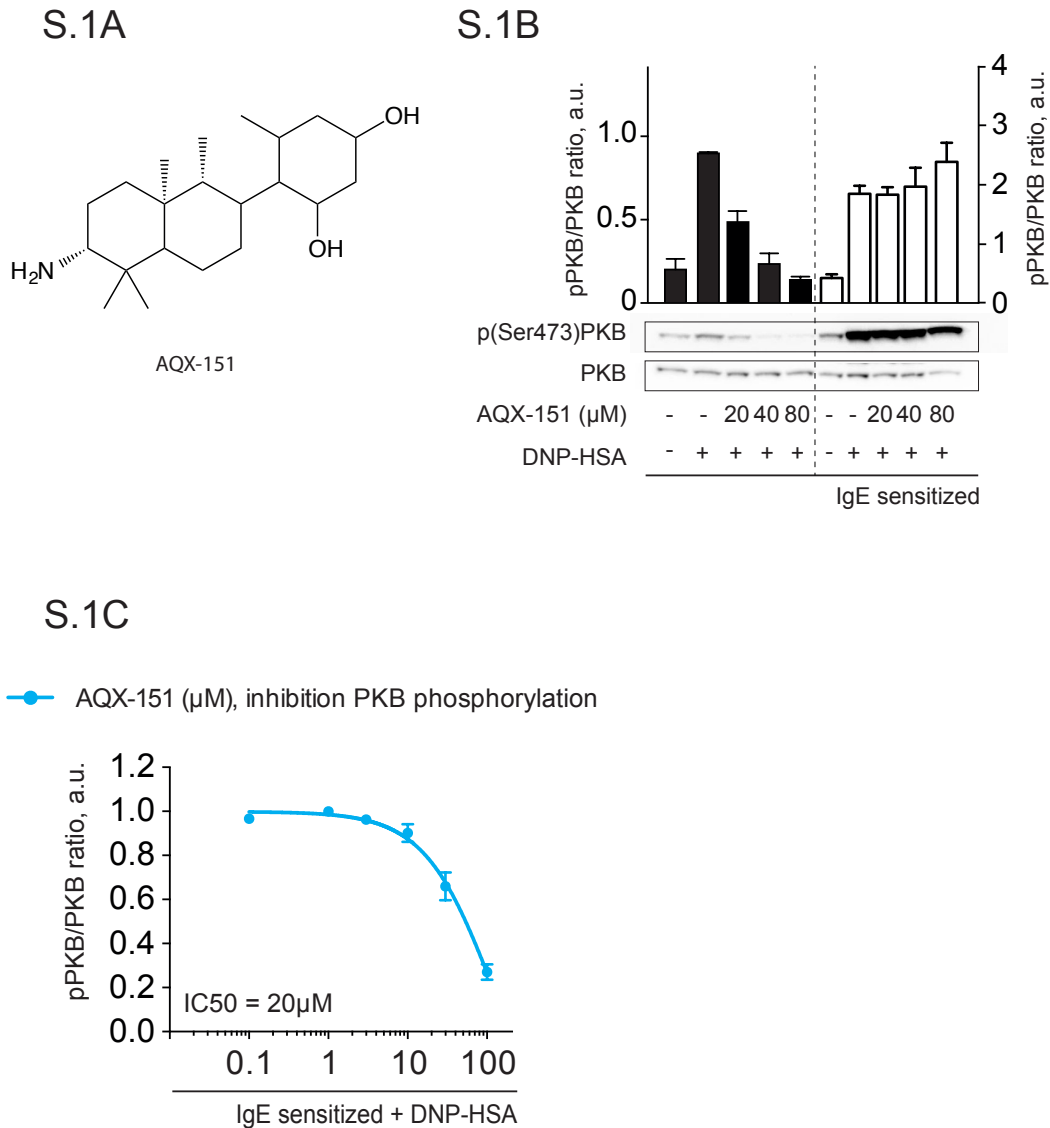 S.1A
OH
OH
H₂N
AQX-151
S.1B
pPKB/PKB ratio, a.u.
1.0
0.5
0
4
3
2
1
0
pPKB/PKB ratio, a.u.
p(Ser473)PKB
PKB
AQX-151 (µM) - - 20 40 80 - - 20 40 80
DNP-HSA - + + + + - + + + +
IgE sensitized
S.1C
AQX-151 (µM), inhibition PKB phosphorylation
pPKB/PKB ratio, a.u.
1.2
1.0
0.8
0.6
0.4
0.2
0.0
IC50 = 20µM
0.1 1 10 100
IgE sensitized + DNP-HSA